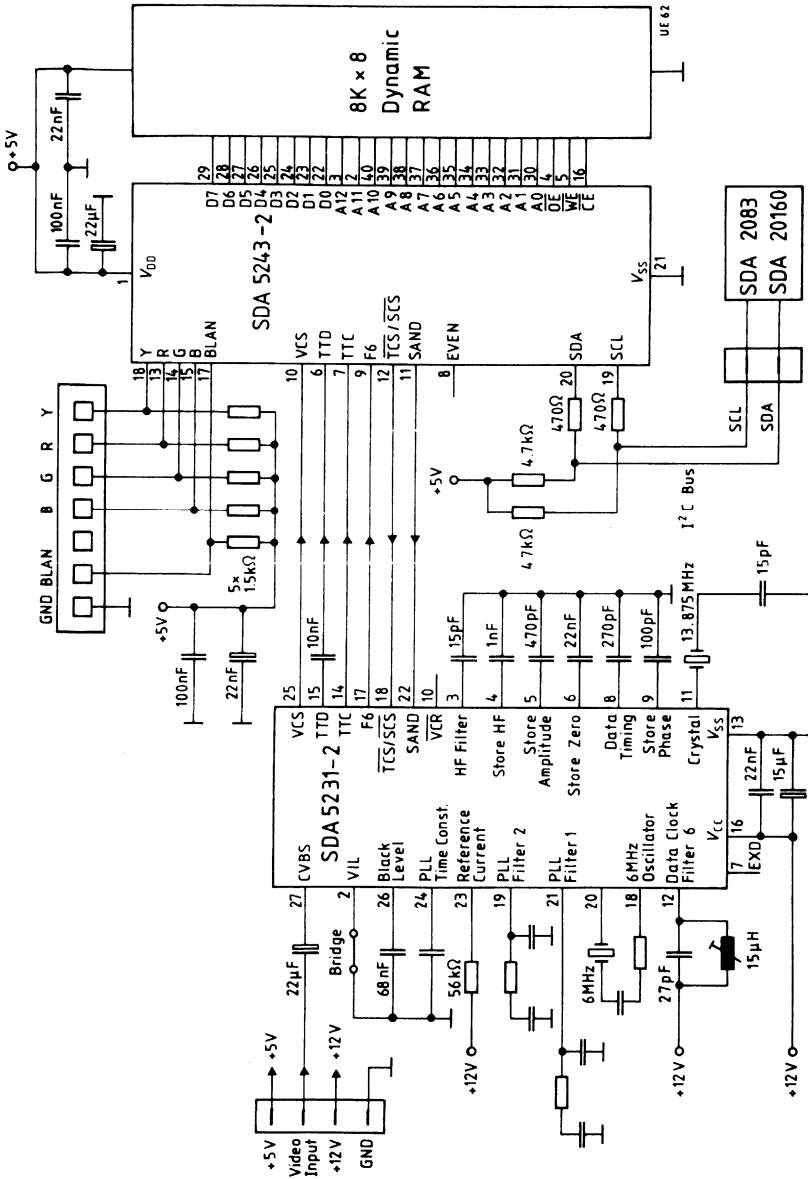 +5V
22nF
100nF
22μF
8K × 8
Dynamic
RAM
UE 62
1
V_DD
SDA 5243-2
18 Y
13 R
14 G
15 B
17 BLAN
10 VCS
6 TTD
7 TTC
9 F6
12 TCS/SCS
11 SAND
8 EVEN
20 SDA
19 SCL
V_SS
21
D7 29
D6 28
D5 27
D4 26
D3 25
D2 24
D1 23
D0 22
A12 3
A11 2
A10 40
A9 39
A8 38
A7 37
A6 36
A5 35
A4 34
A3 33
A2 32
A1 31
A0 30
OE 4
WE 5
CE 16
GND BLAN B G R Y
5×
1.5kΩ
+5V
100nF
22nF
10nF
+5V
4.7kΩ
4.7kΩ
470Ω
470Ω
SCL
SDA
I²C Bus
SDA 2083
SDA 20160
SDA 5231-2
25 VCS
15 TTD
14 TTC
17 F6
18 TCS/SCS
22 SAND
10 VCR
3 HF Filter
15pF
4 Store HF
1nF
5 Store
Amplitude
470pF
6 Store Zero
22nF
8 Data
Timing
270pF
9 Store
Phase
100pF
11 Crystal
13.875 MHz
15pF
V_SS
13
22nF
15μF
V_CC
16
7
EXD
27 CVBS
2 VIL
26 Black
Level
24 PLL
Time Const.
23 Reference
Current
19 PLL
Filter 2
21 PLL
Filter 1
20
6MHz
Oscillator
18
12 Data Clock
Filter 6
22μF
Bridge
68nF
56kΩ
+12V
6MHz
27pF
15μH
+12V
+12V
+5V
+5V
Video
Input
+12V
+12V
GND